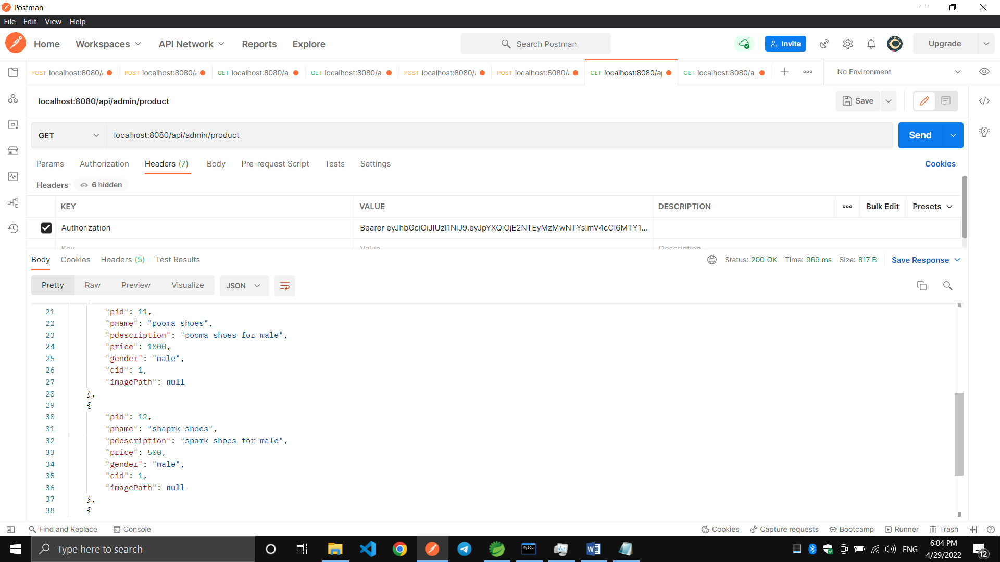 Postman
File Edit View Help
Home Workspaces API Network Reports Explore Search Postman Invite Upgrade
POST localhost:8080/a POST localhost:8080/a GET localhost:8080/ap GET localhost:8080/ap POST localhost:8080/a POST localhost:8080/ GET localhost:8080/ap GET localhost:8080/ap No Environment
localhost:8080/api/admin/product Save
GET localhost:8080/api/admin/product Send
Params Authorization Headers (7) Body Pre-request Script Tests Settings Cookies
Headers 6 hidden
KEY VALUE DESCRIPTION Bulk Edit Presets
Authorization Bearer eyJhbGciOiJIUzI1NiJ9.eyJpYXQiOjE2NTEyMzMwNTYsImV4cCI6MTY1...
Key Value Description
Body Cookies Headers (5) Test Results Status: 200 OK Time: 969 ms Size: 817 B Save Response
Pretty Raw Preview Visualize JSON
21 "pid": 11,
22 "pname": "pooma shoes",
23 "pdescription": "pooma shoes for male",
24 "price": 1000,
25 "gender": "male",
26 "cid": 1,
27 "imagePath": null
28 },
29 {
30 "pid": 12,
31 "pname": "shaprk shoes",
32 "pdescription": "spark shoes for male",
33 "price": 500,
34 "gender": "male",
35 "cid": 1,
36 "imagePath": null
37 },
38 {
Find and Replace Console Cookies Capture requests Bootcamp Runner Trash
Type here to search MySQL ENG 6:04 PM
4/29/2022 12